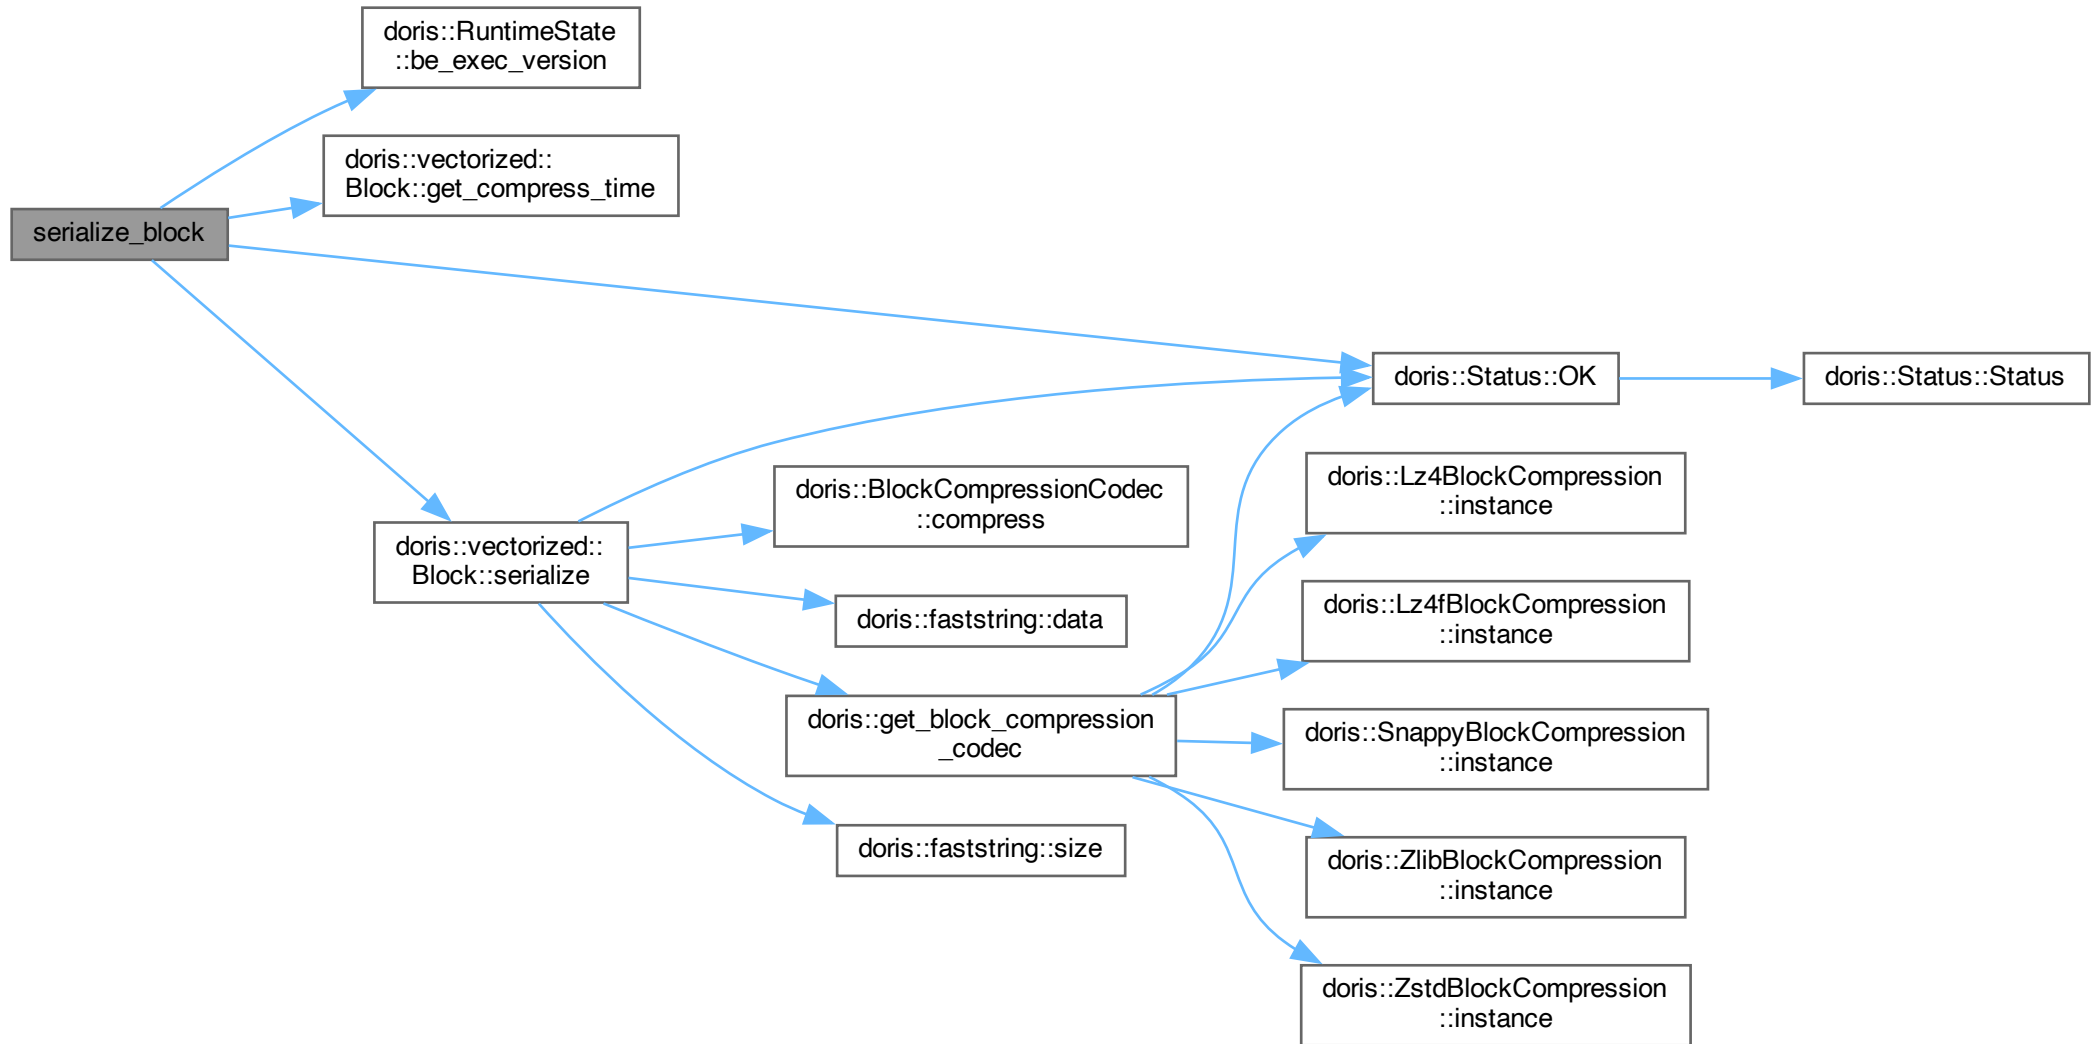 doris::RuntimeState
::be_exec_version
doris::vectorized::
Block::get_compress_time
serialize_block
doris::Status::OK
doris::Status::Status
doris::vectorized::
Block::serialize
doris::BlockCompressionCodec
::compress
doris::faststring::data
doris::get_block_compression
_codec
doris::faststring::size
doris::Lz4BlockCompression
::instance
doris::Lz4fBlockCompression
::instance
doris::SnappyBlockCompression
::instance
doris::ZlibBlockCompression
::instance
doris::ZstdBlockCompression
::instance